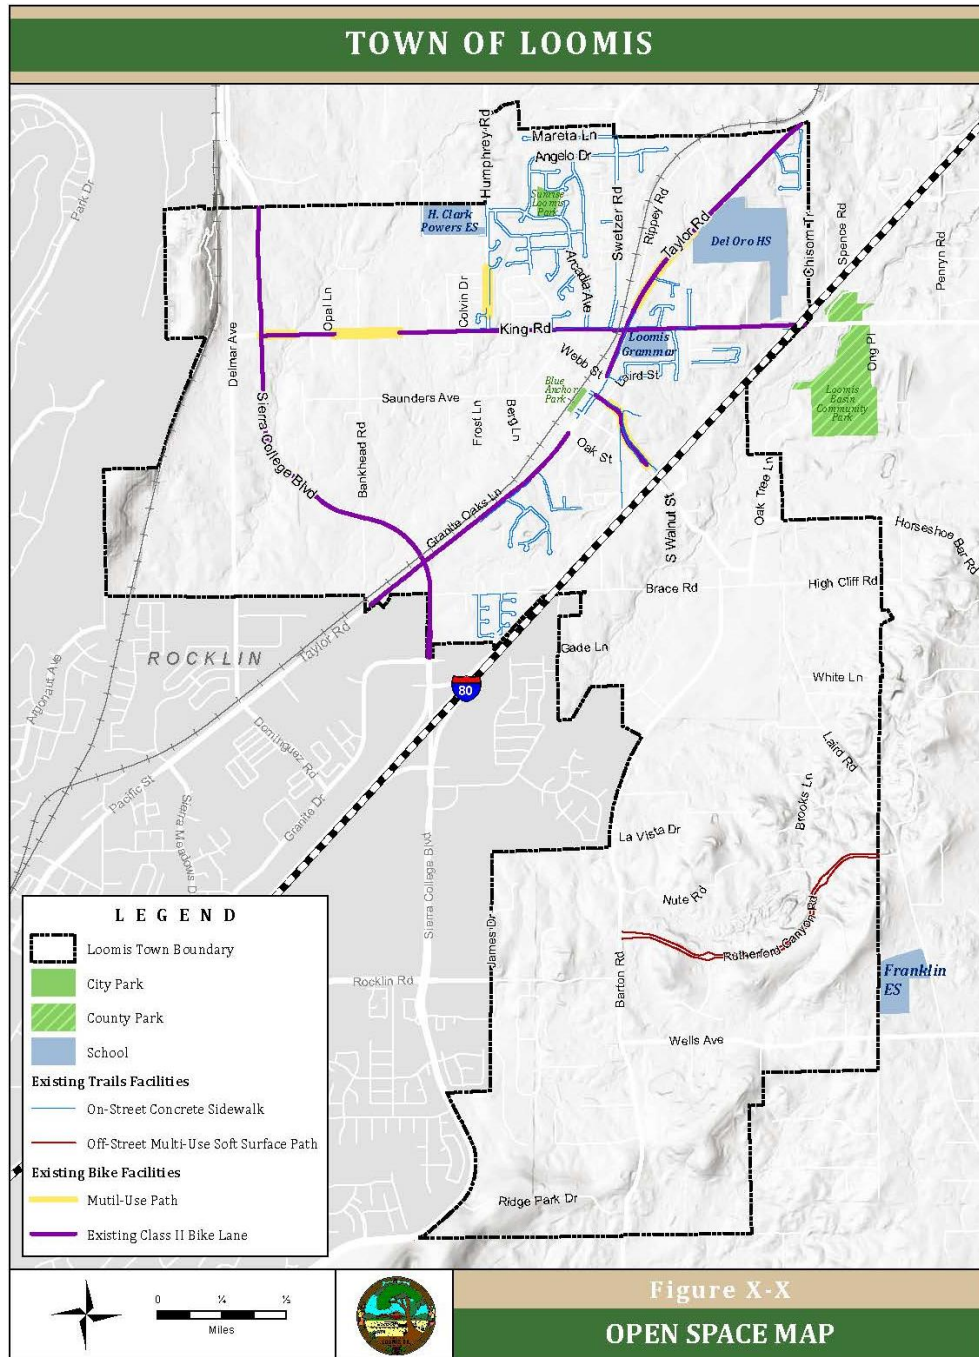 TOWN OF LOOMIS
Humphrey Rd
Mareta Ln
Angelo Dr
Park Dr
Swetzer Rd
Rippey Rd
Sunrise
Loomis
Park
H. Clark
Powers ES
Taylor Rd
Del Oro HS
Chisom Tr
Spence Rd
Penryn Rd
Arcadia Ave
Colvin Dr
Opal Ln
King Rd
Loomis
Grammar
Delmar Ave
Webb St
Laird St
Ong Pl
Blue
Anchor
Park
Loomis
Basin
Community
Park
Saunders Ave
Sierra College Blvd
Bankhead Rd
Frost Ln
Berg Ln
Oak St
Granite Oaks Ln
S Walnut St
Oak Tree Ln
Horseshoe Bar Rd
Brace Rd
High Cliff Rd
ROCKLIN
Taylor Rd
Gade Ln
Argonaut Ave
White Ln
80
Dominguez Rd
Laird Rd
Pacific St
Granite Dr
Brooks Ln
Sierra Meadows D
La Vista Dr
Sierra College Blvd
Nute Rd
James Dr
Rutherford Canyon Rd
Barton Rd
Rocklin Rd
Franklin
ES
Wells Ave
Ridge Park Dr
LEGEND
Loomis Town Boundary
City Park
County Park
School
Existing Trails Facilities
On-Street Concrete Sidewalk
Off-Street Multi-Use Soft Surface Path
Existing Bike Facilities
Mutil-Use Path
Existing Class II Bike Lane
0 ¼ ½
Miles
Figure X-X
OPEN SPACE MAP